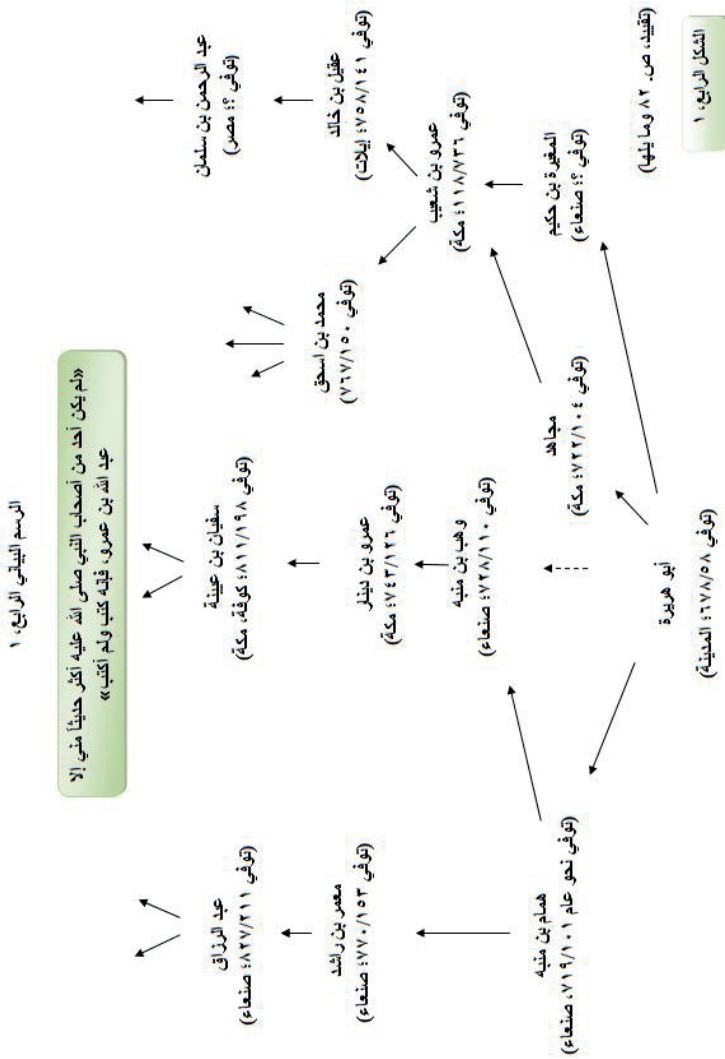 الرسم البياني الرابع، ١
«لم يكن أحد من أصحاب النبي صلى الله عليه أكثر حديثاً مني إلا
عبد الله بن عمرو، فإنه كتب ولم أكتب»
عبد الرحمن بن سلمان
(توفي ؟؛ مصر)
عقيل بن خالد
(توفي ٧٥٨/١٤١؛ إيلات)
محمد بن اسحق
(توفي ٧٦٧/١٥٠)
عمرو بن شعيب
(توفي ١١٨/٧٣٦؛ مكة)
المغيرة بن حكيم
(توفي ؟؛ صنعاء)
سفيان بن عيينة
(توفي ٨١١/١٩٨؛ كوفة، مكة)
عمرو بن دينار
(توفي ٧٤٣/١٢٦؛ مكة)
وهب بن منبه
(توفي ٧٢٨/١١٠؛ صنعاء)
مجاهد
(توفي ٧٢٢/١٠٤؛ مكة)
عبد الرزاق
(توفي ٨٢٧/٢١١؛ صنعاء)
معمر بن راشد
(توفي ٧٧٠/١٥٣؛ صنعاء)
همام بن منبه
(توفي نحو عام ٧١٩/١٠١، صنعاء)
أبو هريرة
(توفي ٦٧٨/٥٨؛ المدينة)
(تقييد، ص. ٨٢ وما يلها)
الشكل الرابع، ١